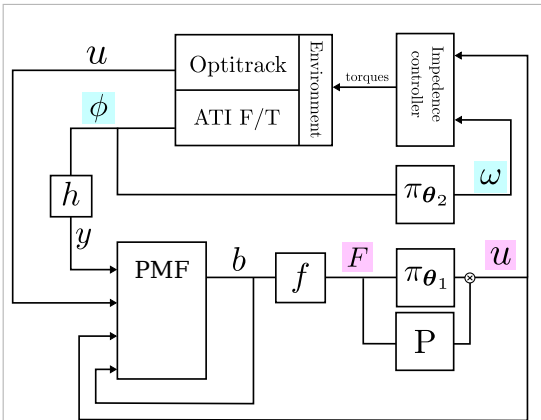 u
Optitrack
Environment
Impedence
controller
torques
ϕ
ATI F/T
h
π𝜽₂
ω
y
PMF
b
f
F
π𝜽₁
u
P